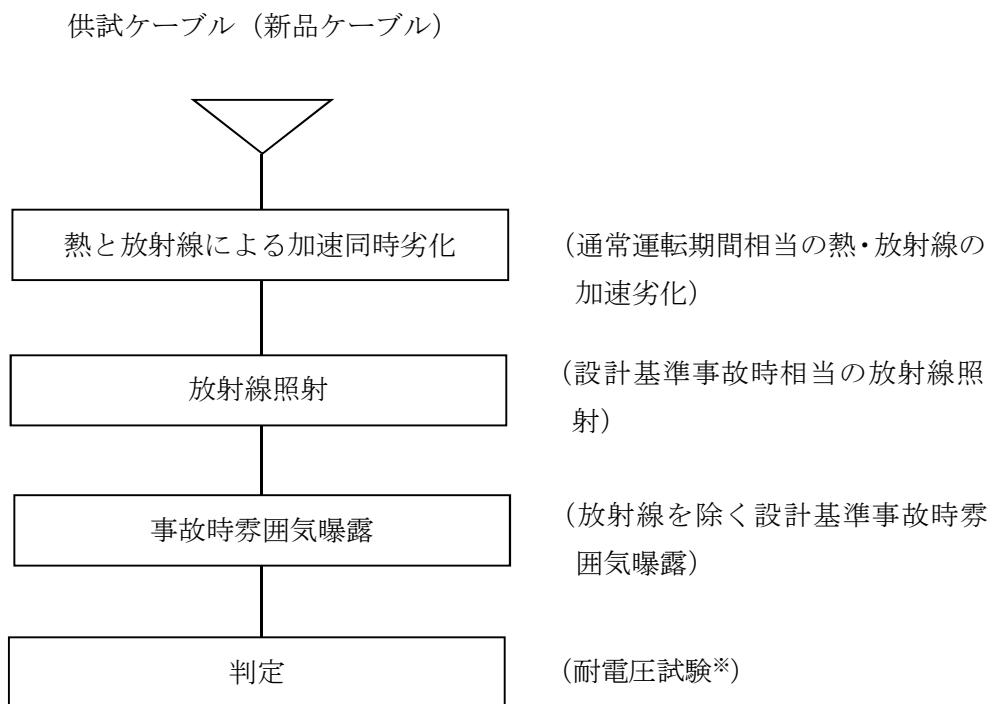 供試ケーブル（新品ケーブル）
熱と放射線による加速同時劣化
（通常運転期間相当の熱・放射線の
加速劣化）
放射線照射
（設計基準事故時相当の放射線照
射）
事故時雰囲気曝露
（放射線を除く設計基準事故時雰
囲気曝露）
判定
（耐電圧試験※）